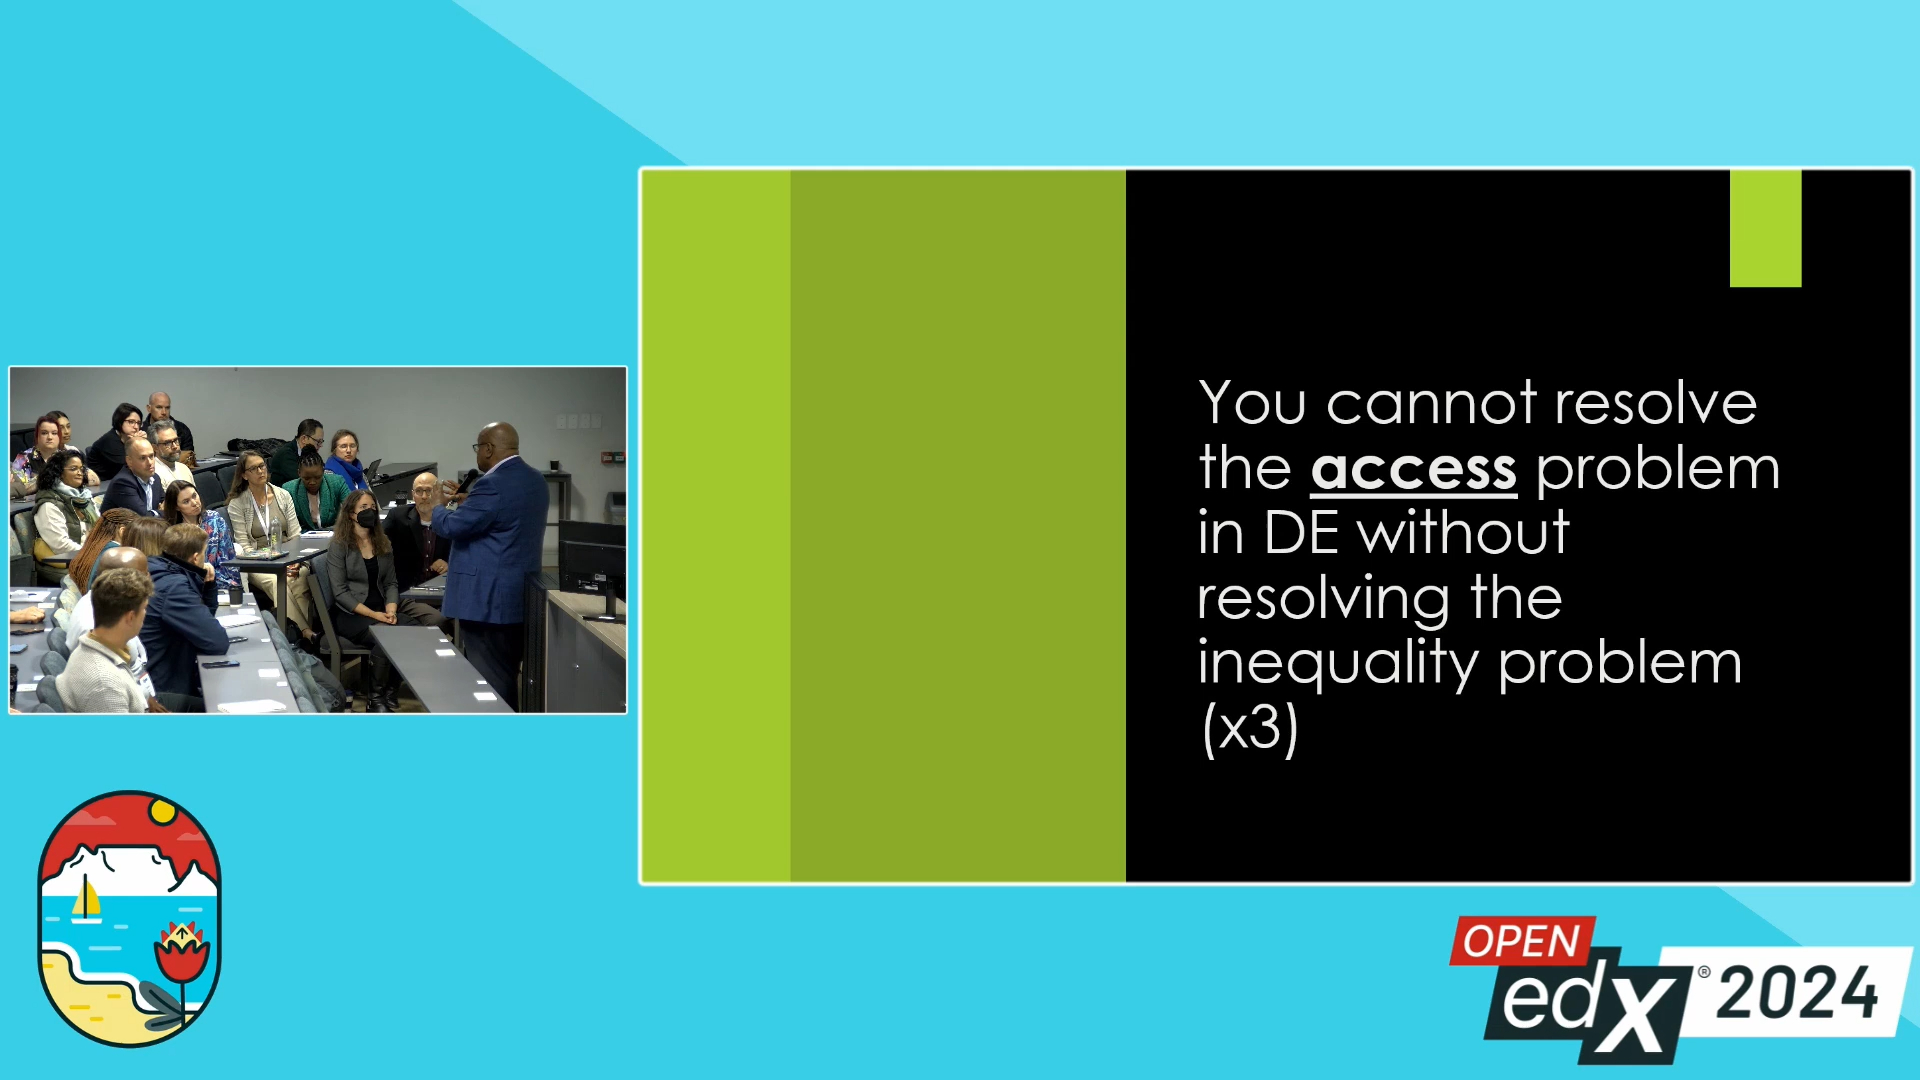 You cannot resolve
the access problem
in DE without
resolving the
inequality problem
(x3)
OPEN
edX® 2024